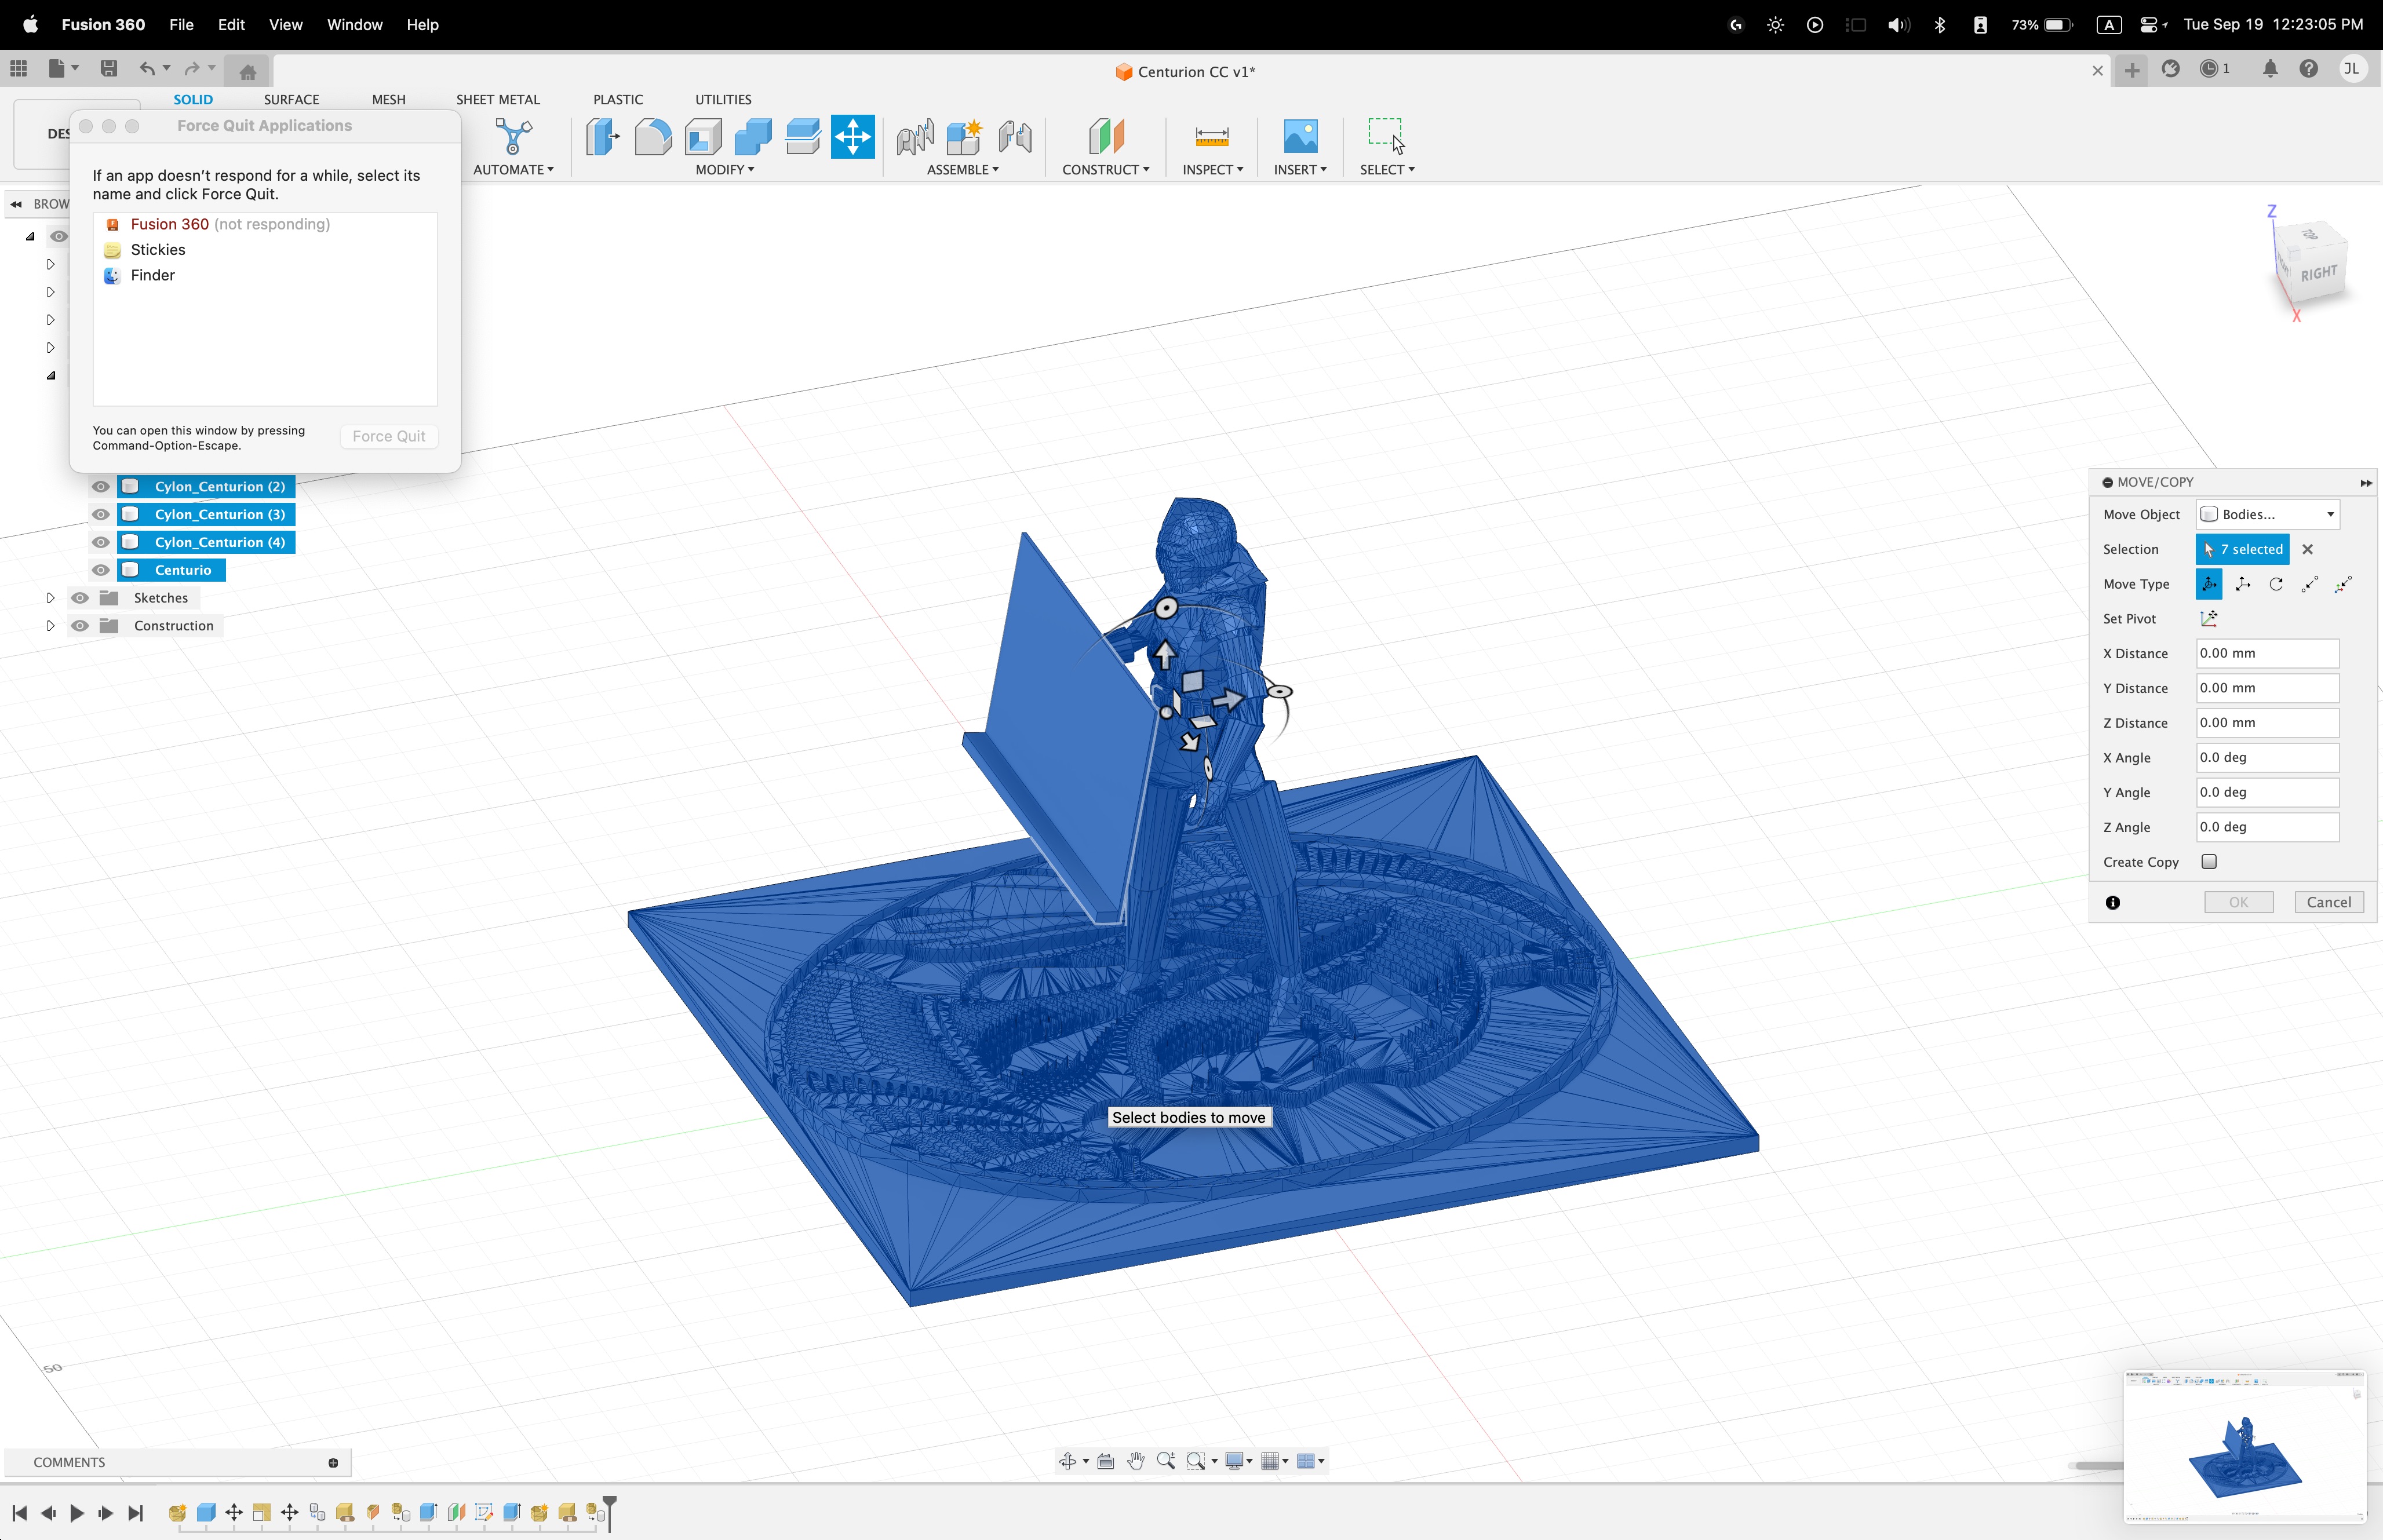 Fusion 360 File Edit View Window Help
73% A Tue Sep 19 12:23:05 PM
Centurion CC v1*
1 JL
SOLID SURFACE MESH SHEET METAL PLASTIC UTILITIES
DES
AUTOMATE MODIFY ASSEMBLE CONSTRUCT INSPECT INSERT SELECT
Force Quit Applications
If an app doesn't respond for a while, select its
name and click Force Quit.
Fusion 360 (not responding)
Stickies
Finder
You can open this window by pressing
Command-Option-Escape.
Force Quit
BROW
Cylon_Centurion (2)
Cylon_Centurion (3)
Cylon_Centurion (4)
Centurio
Sketches
Construction
Z
TOP
RIGHT
X
MOVE/COPY
Move Object Bodies...
Selection 7 selected
Move Type
Set Pivot
X Distance 0.00 mm
Y Distance 0.00 mm
Z Distance 0.00 mm
X Angle 0.0 deg
Y Angle 0.0 deg
Z Angle 0.0 deg
Create Copy
OK Cancel
Select bodies to move
50
COMMENTS